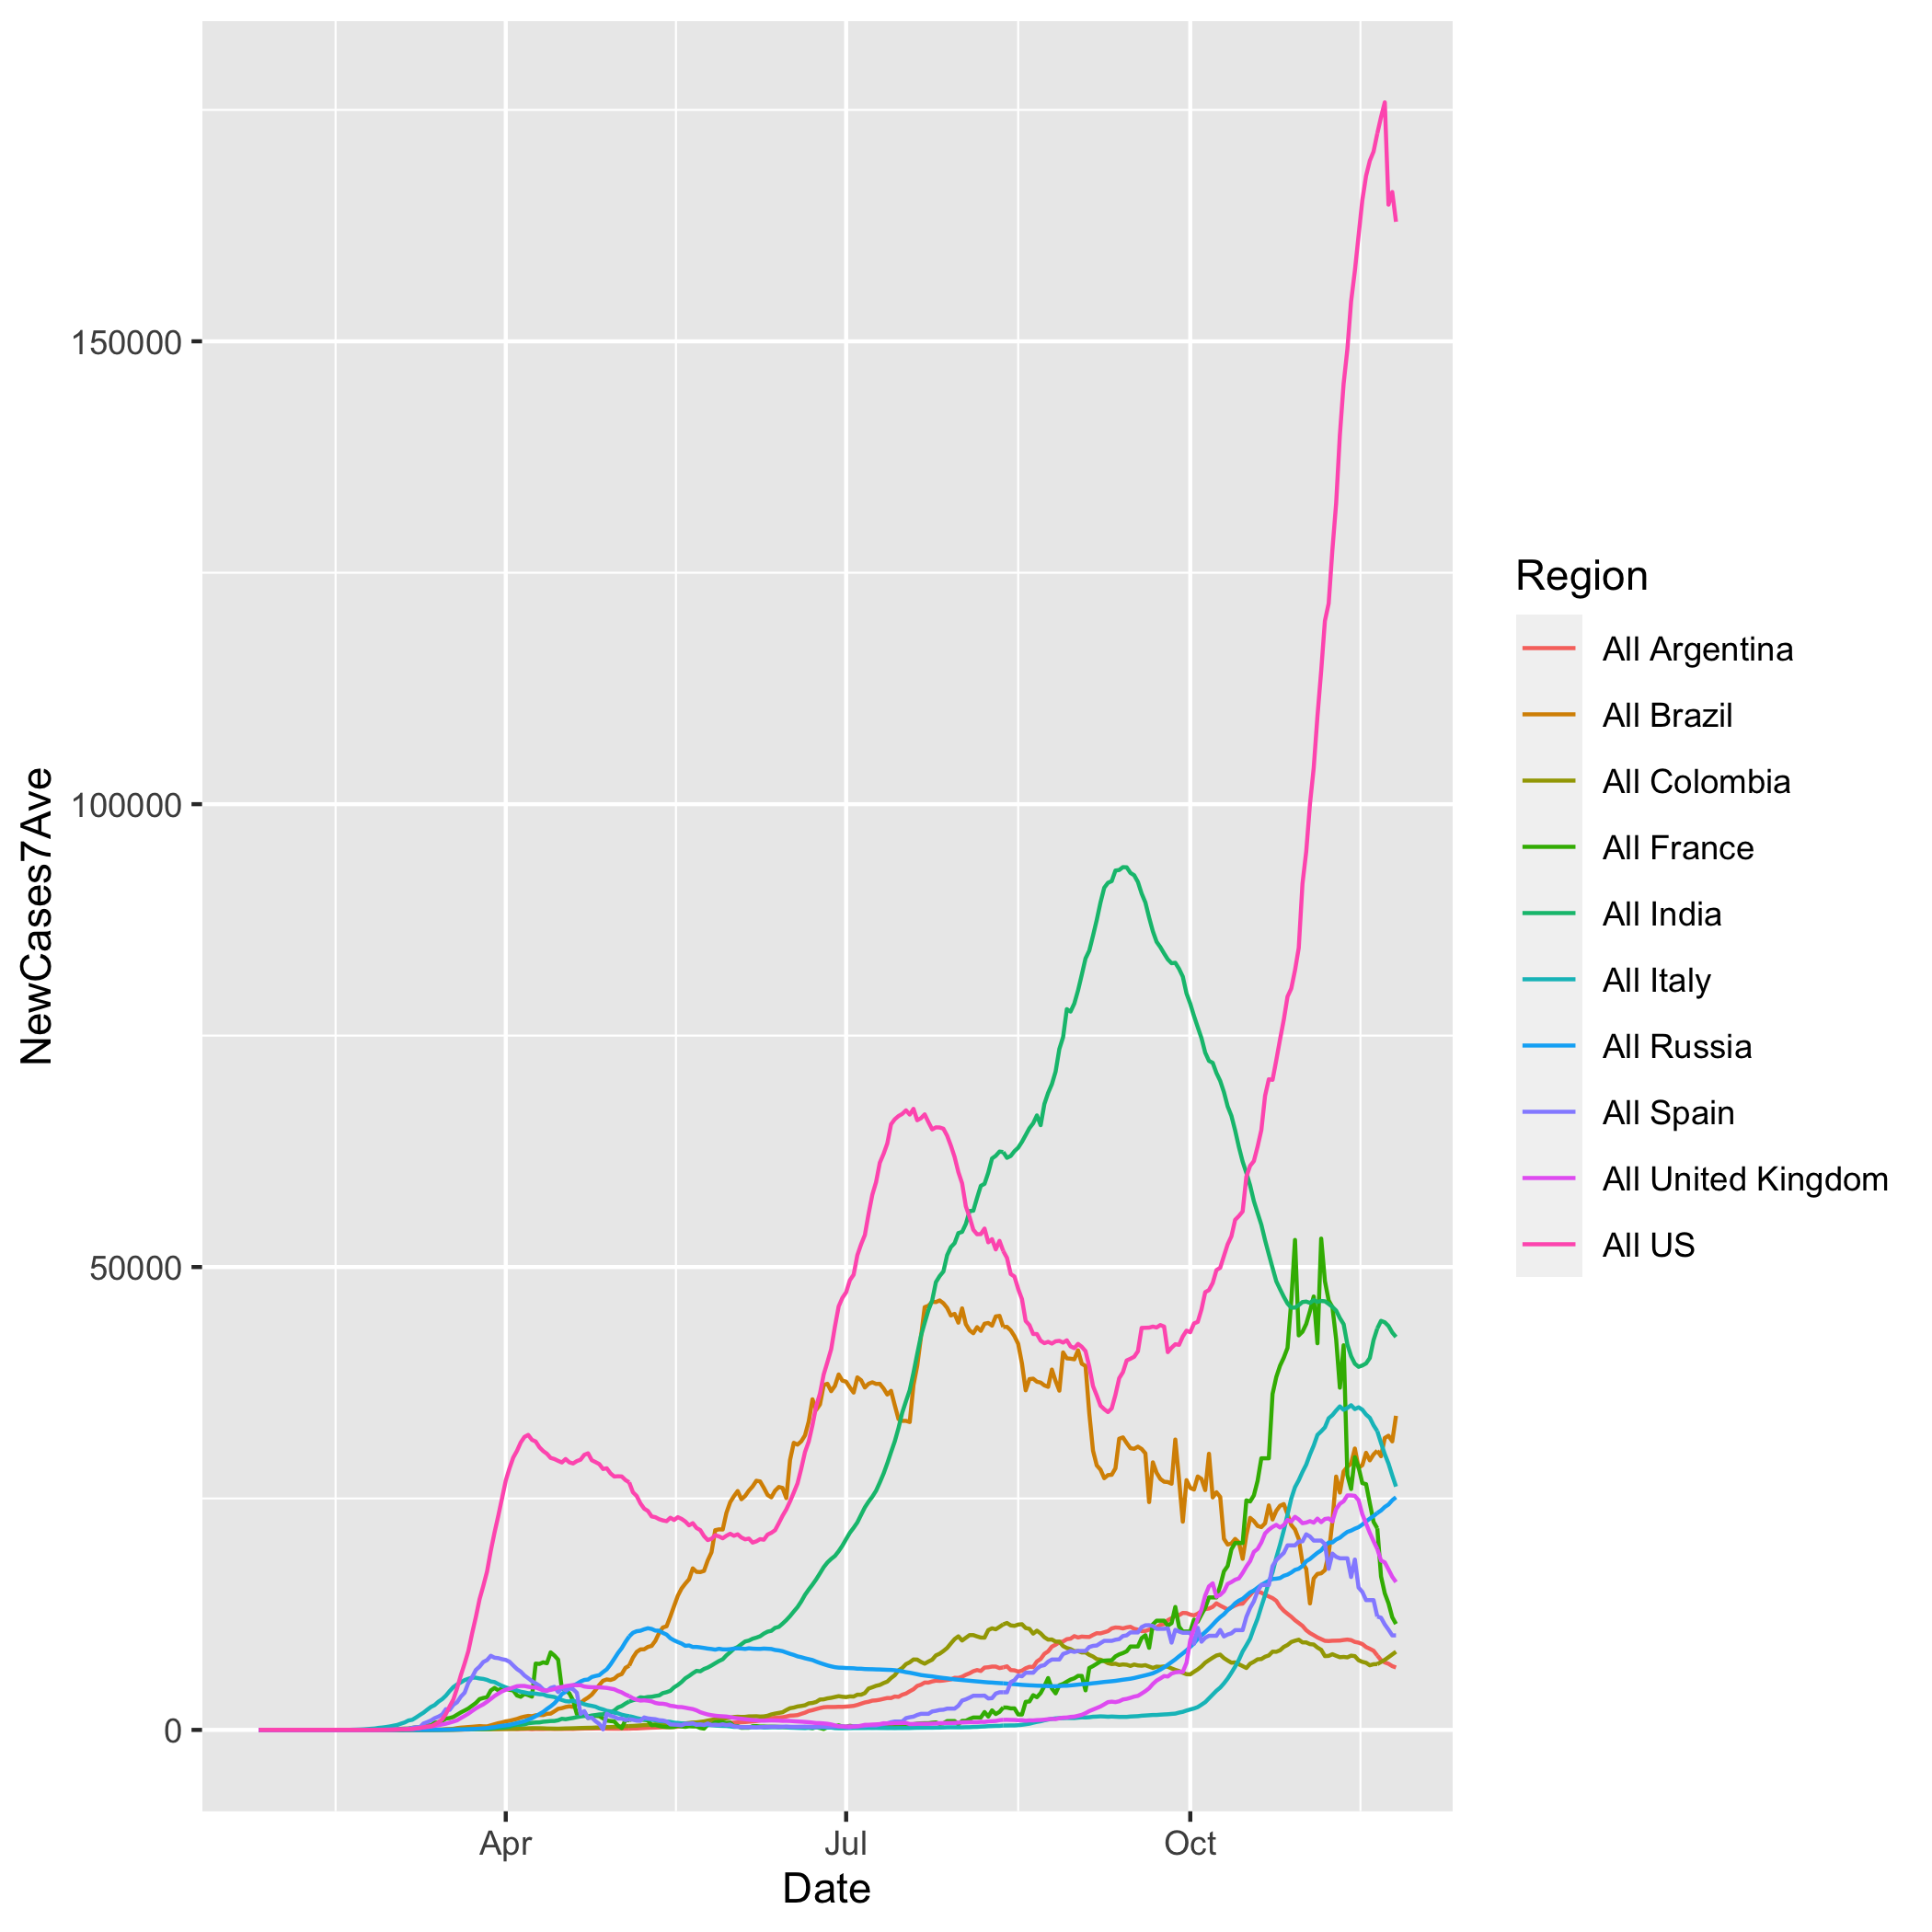 NewCases7Ave
150000
100000
50000
0
Apr
Jul
Oct
Date
Region
All Argentina
All Brazil
All Colombia
All France
All India
All Italy
All Russia
All Spain
All United Kingdom
All US